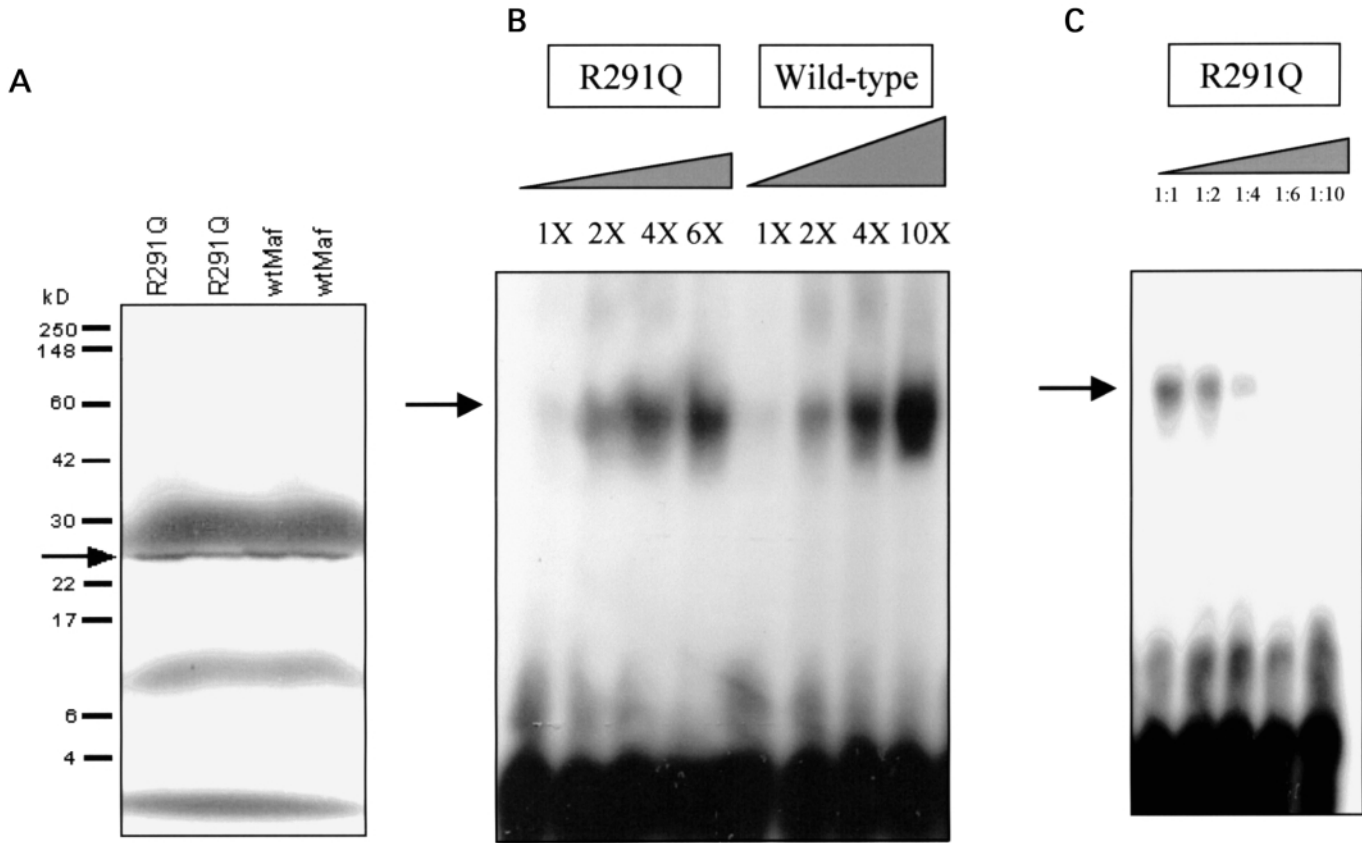 A
R291Q
R291Q
wtMaf
wtMaf
kD
250
148
60
42
30
22
17
6
4
B
R291Q
Wild-type
1X 2X 4X 6X 1X 2X 4X 10X
C
R291Q
1:1 1:2 1:4 1:6 1:10